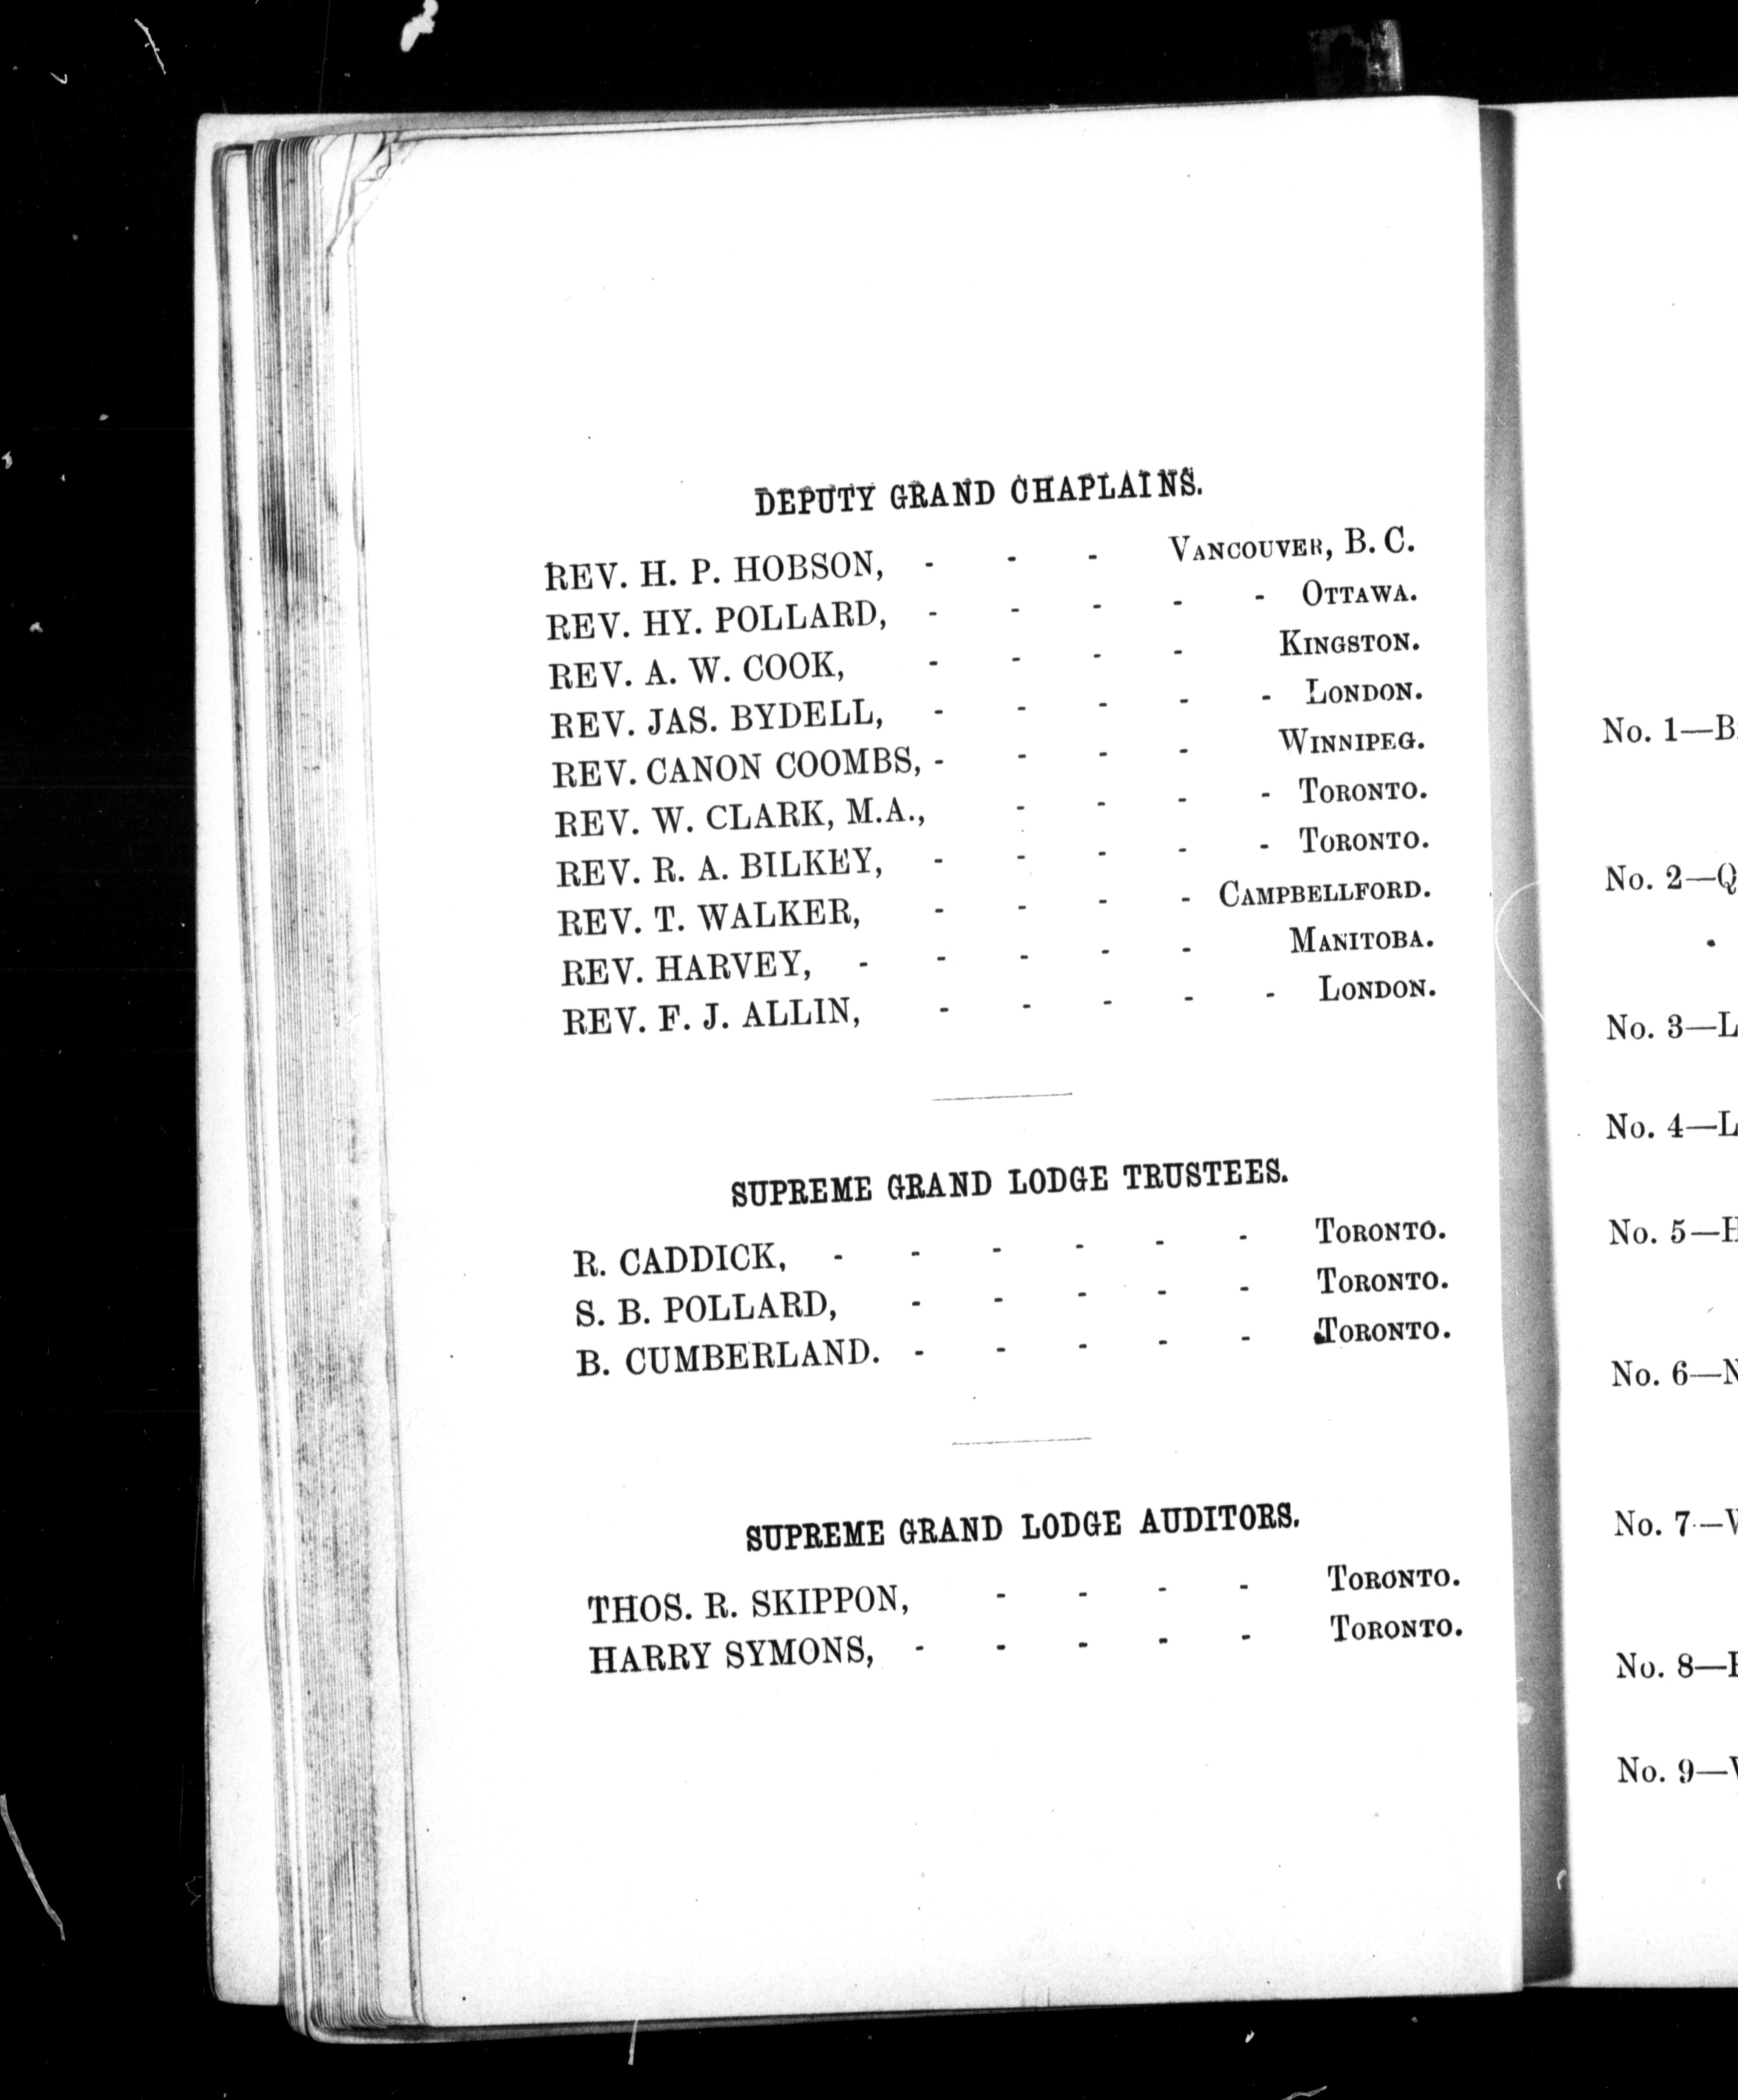 DEPUTY GRAND CHAPLAINS.
REV. H. P. HOBSON, - - - VANCOUVER, B. C.
REV. HY. POLLARD, - - - - - OTTAWA.
REV. A. W. COOK, - - - - KINGSTON.
REV. JAS. BYDELL, - - - - - LONDON.
REV. CANON COOMBS, - - - - WINNIPEG.
REV. W. CLARK, M.A., - - - - TORONTO.
REV. R. A. BILKEY, - - - - - TORONTO.
REV. T. WALKER, - - - - CAMPBELLFORD.
REV. HARVEY, - - - - - MANITOBA.
REV. F. J. ALLIN, - - - - - LONDON.
SUPREME GRAND LODGE TRUSTEES.
R. CADDICK, - - - - - - TORONTO.
S. B. POLLARD, - - - - - TORONTO.
B. CUMBERLAND. - - - - - TORONTO.
SUPREME GRAND LODGE AUDITORS.
THOS. R. SKIPPON, - - - - TORONTO.
HARRY SYMONS, - - - - - TORONTO.
No. 1—
No. 2—
No. 3—
No. 4—
No. 5—
No. 6—
No. 7—
No. 8—
No. 9—